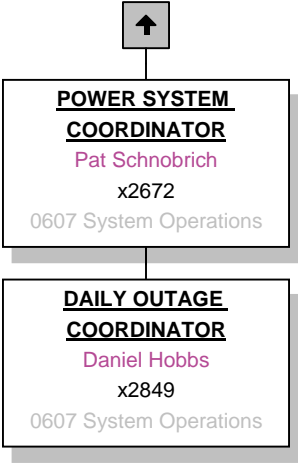 POWER SYSTEM
COORDINATOR
Pat Schnobrich
x2672
0607 System Operations
DAILY OUTAGE
COORDINATOR
Daniel Hobbs
x2849
0607 System Operations